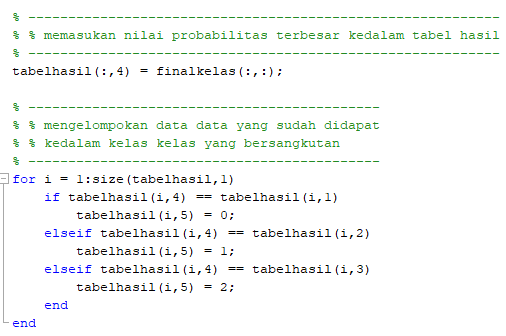 % -----------------------------------------------------------
% % memasukan nilai probabilitas terbesar kedalam tabel hasil
% -----------------------------------------------------------
tabelhasil(:,4) = finalkelas(:,:);
% --------------------------------------------
% % mengelompokan data data yang sudah didapat
% % kedalam kelas kelas yang bersangkutan
% --------------------------------------------
for i = 1:size(tabelhasil,1)
if tabelhasil(i,4) == tabelhasil(i,1)
tabelhasil(i,5) = 0;
elseif tabelhasil(i,4) == tabelhasil(i,2)
tabelhasil(i,5) = 1;
elseif tabelhasil(i,4) == tabelhasil(i,3)
tabelhasil(i,5) = 2;
end
end